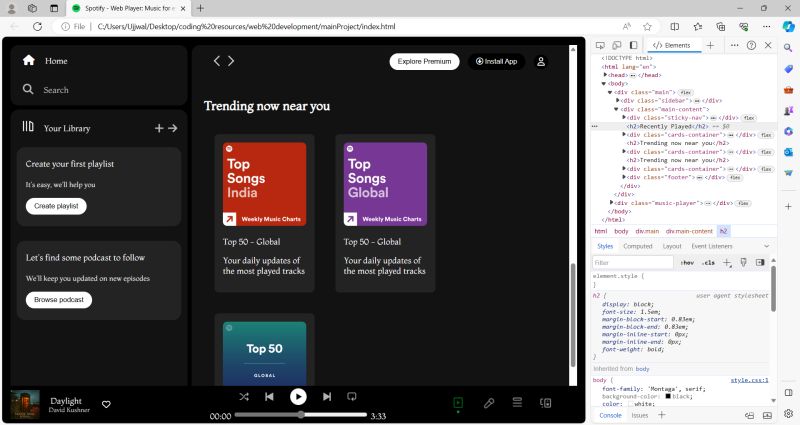 Spotify - Web Player: Music for e
File
C:/Users/Ujjwal/Desktop/coding%20resources/web%20development/mainProject/index.html
Home
Search
Your Library
Create your first playlist
It's easy, we'll help you
Create playlist
Let's find some podcast to follow
We'll keep you updated on new episodes
Browse podcast
Explore Premium
Install App
Trending now near you
Top
Songs
India
Weekly Music Charts
Top 50 - Global
Your daily updates of
the most played tracks
Top
Songs
Global
Weekly Music Charts
Top 50 - Global
Your daily updates of
the most played tracks
Top 50
GLOBAL
Daylight
David Kushner
00:00
3:33
Elements
<!DOCTYPE html>
<html lang="en">
<head> </head>
<body>
<div class="main"> flex
<div class="sidebar"> </div>
<div class="main-content">
<div class="sticky-nav"> </div> flex
<h2>Recently Played</h2> == $0
<div class="cards-container"> </div> flex
<h2>Trending now near you</h2>
<div class="cards-container"> </div> flex
<h2>Trending now near you</h2>
<div class="cards-container"> </div> flex
<div class="footer"> </div> flex
</div>
</div>
<div class="music-player"> </div> flex
</body>
</html>
html body div.main div.main-content h2
Styles Computed Layout Event Listeners
Filter :hov .cls
element.style {
}
h2 { user agent stylesheet
display: block;
font-size: 1.5em;
margin-block-start: 0.83em;
margin-block-end: 0.83em;
margin-inline-start: 0px;
margin-inline-end: 0px;
font-weight: bold;
}
Inherited from body
body { style.css:1
font-family: 'Montaga', serif;
background-color: black;
color: white;
Console Issues